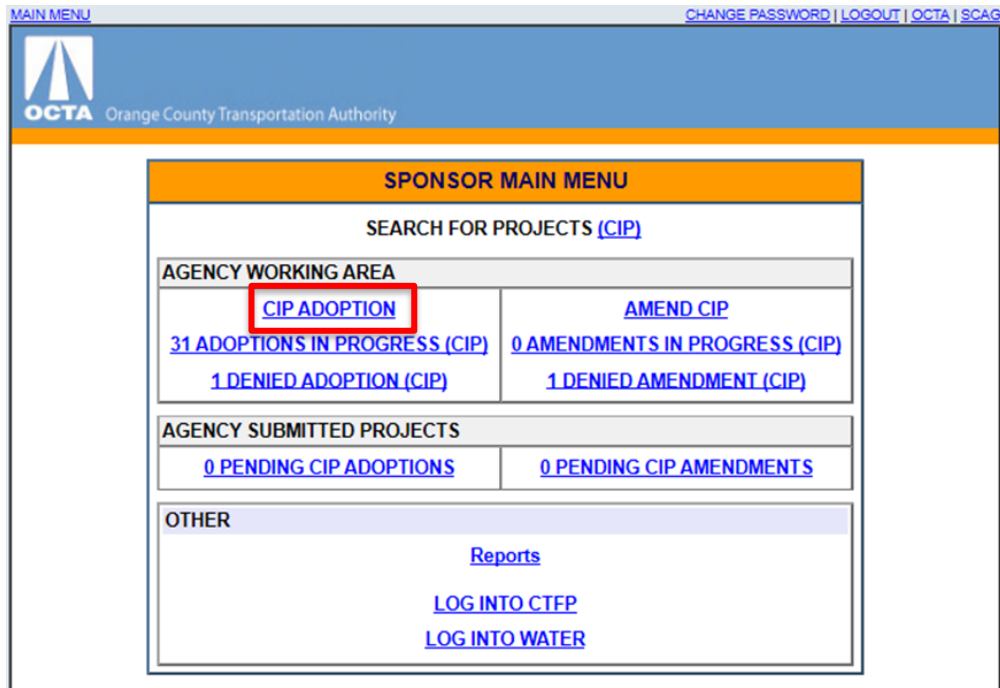 MAIN MENU
CHANGE PASSWORD | LOGOUT | OCTA | SCAG
OCTA Orange County Transportation Authority
SPONSOR MAIN MENU
SEARCH FOR PROJECTS (CIP)
AGENCY WORKING AREA
CIP ADOPTION
AMEND CIP
31 ADOPTIONS IN PROGRESS (CIP)
0 AMENDMENTS IN PROGRESS (CIP)
1 DENIED ADOPTION (CIP)
1 DENIED AMENDMENT (CIP)
AGENCY SUBMITTED PROJECTS
0 PENDING CIP ADOPTIONS
0 PENDING CIP AMENDMENTS
OTHER
Reports
LOG INTO CTFP
LOG INTO WATER